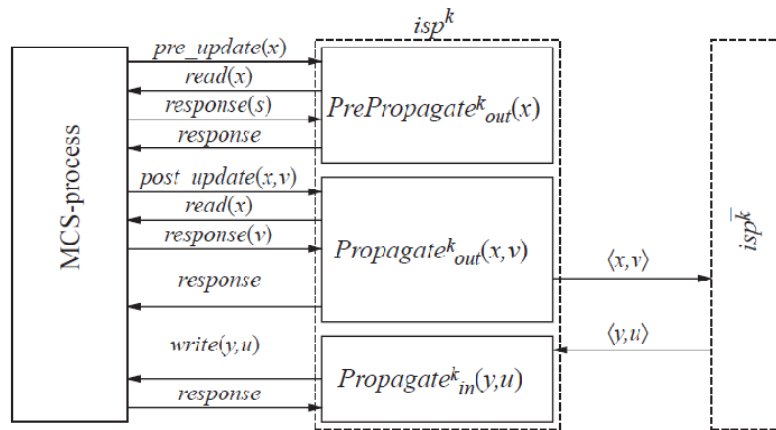 isp^k
MCS-process
pre_update(x)
read(x)
response(s)
response
PrePropagate^k_out(x)
post_update(x,v)
read(x)
response(v)
response
Propagate^k_out(x,v)
⟨x,v⟩
⟨y,u⟩
write(y,u)
response
Propagate^k_in(y,u)
isp^k̅